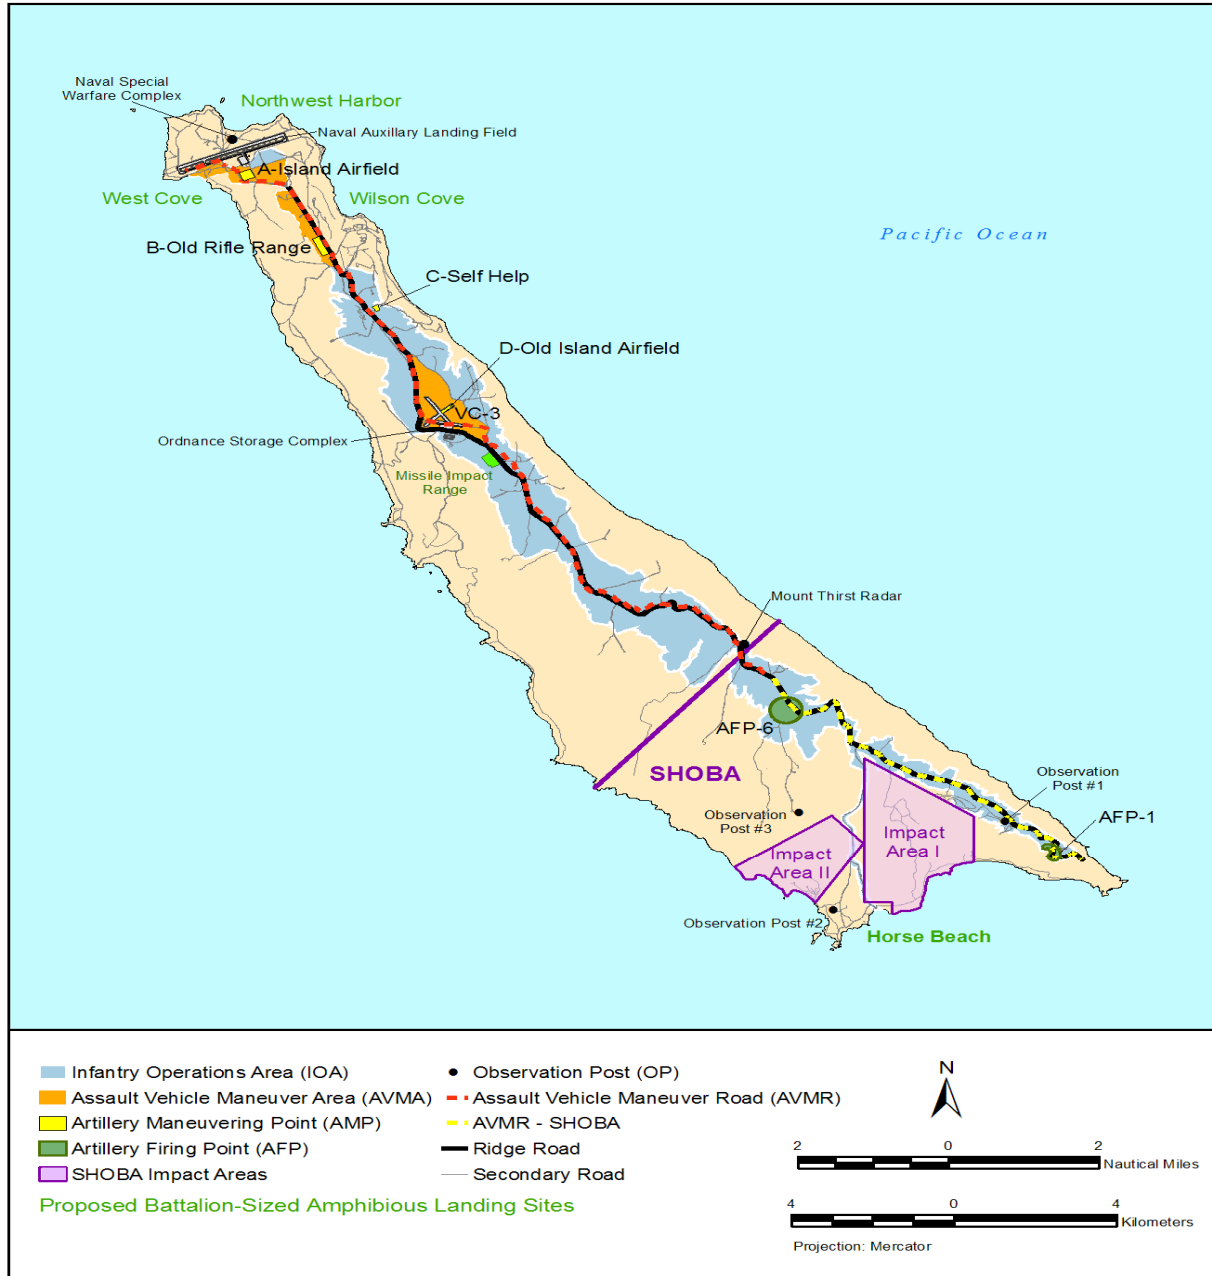 Naval Special
Warfare Complex
Northwest Harbor
Naval Auxillary Landing Field
A-Island Airfield
West Cove
Wilson Cove
B-Old Rifle Range
Pacific Ocean
C-Self Help
D-Old Island Airfield
VC-3
Ordnance Storage Complex
Missile Impact
Range
Mount Thirst Radar
AFP-6
SHOBA
Observation
Post #1
Observation
Post #3
AFP-1
Impact
Area I
Impact
Area II
Observation Post #2
Horse Beach
Infantry Operations Area (IOA)
Assault Vehicle Maneuver Area (AVMA)
Artillery Maneuvering Point (AMP)
Artillery Firing Point (AFP)
SHOBA Impact Areas
Proposed Battalion-Sized Amphibious Landing Sites
Observation Post (OP)
Assault Vehicle Maneuver Road (AVMR)
AVMR - SHOBA
Ridge Road
Secondary Road
N
2 0 2
Nautical Miles
4 0 4
Kilometers
Projection: Mercator